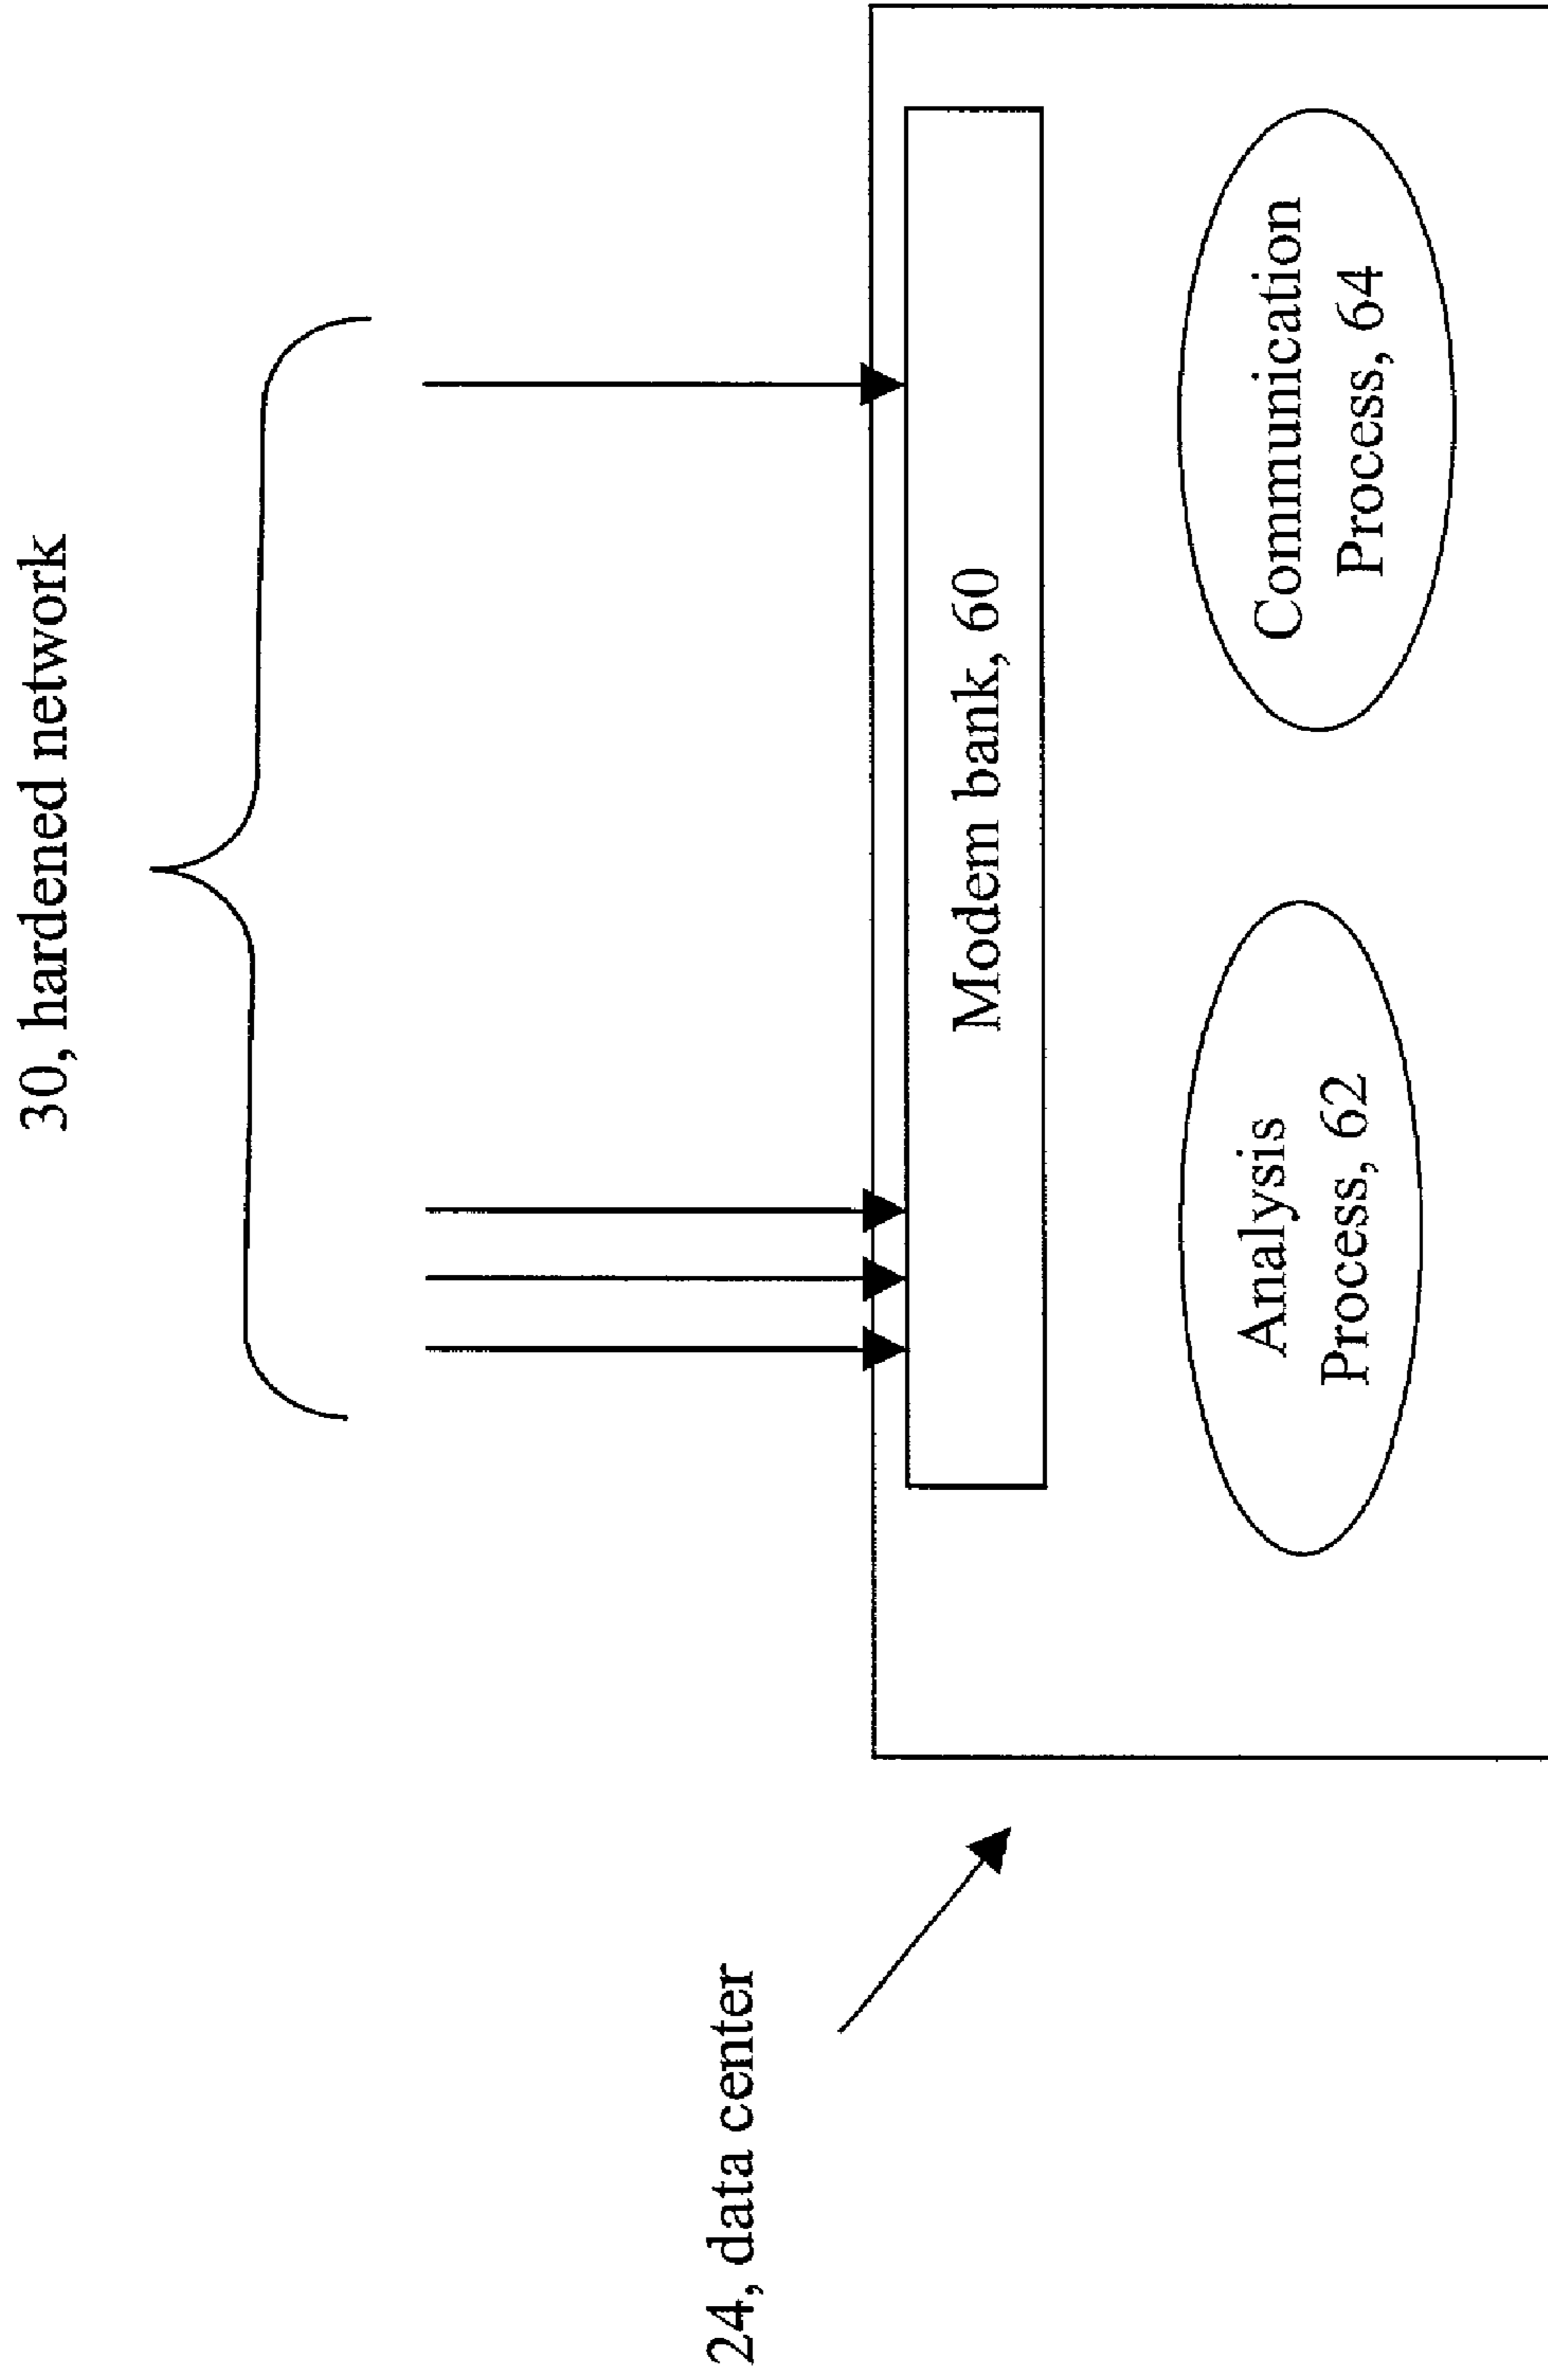 30, hardened network
24, data center
Modem bank, 60
Analysis
Process, 62
Communication
Process, 64